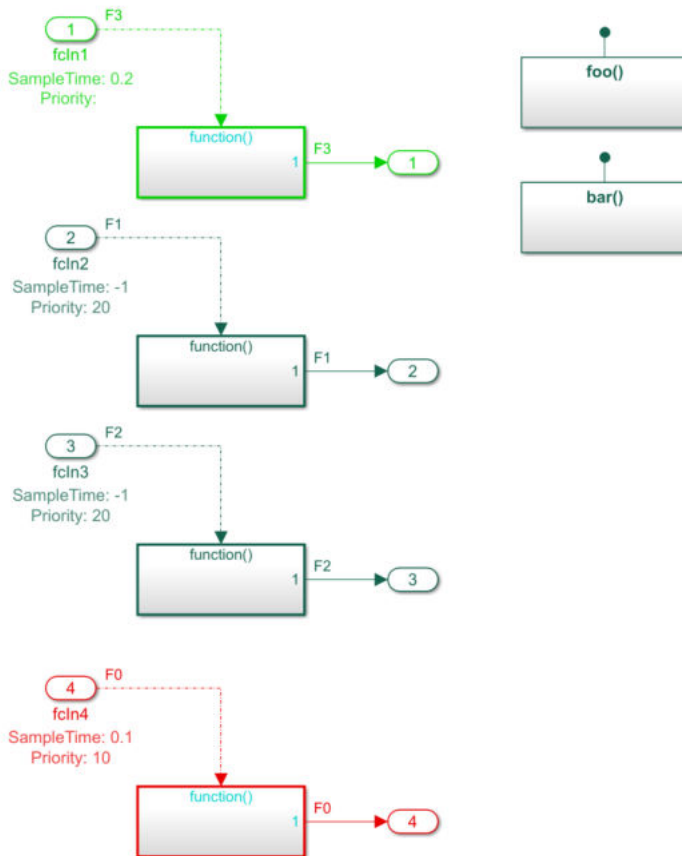 F3
1
fcIn1
SampleTime: 0.2
Priority:
function()
1
F3
1
foo()
bar()
F1
2
fcIn2
SampleTime: -1
Priority: 20
function()
1
F1
2
F2
3
fcIn3
SampleTime: -1
Priority: 20
function()
1
F2
3
F0
4
fcIn4
SampleTime: 0.1
Priority: 10
function()
1
F0
4